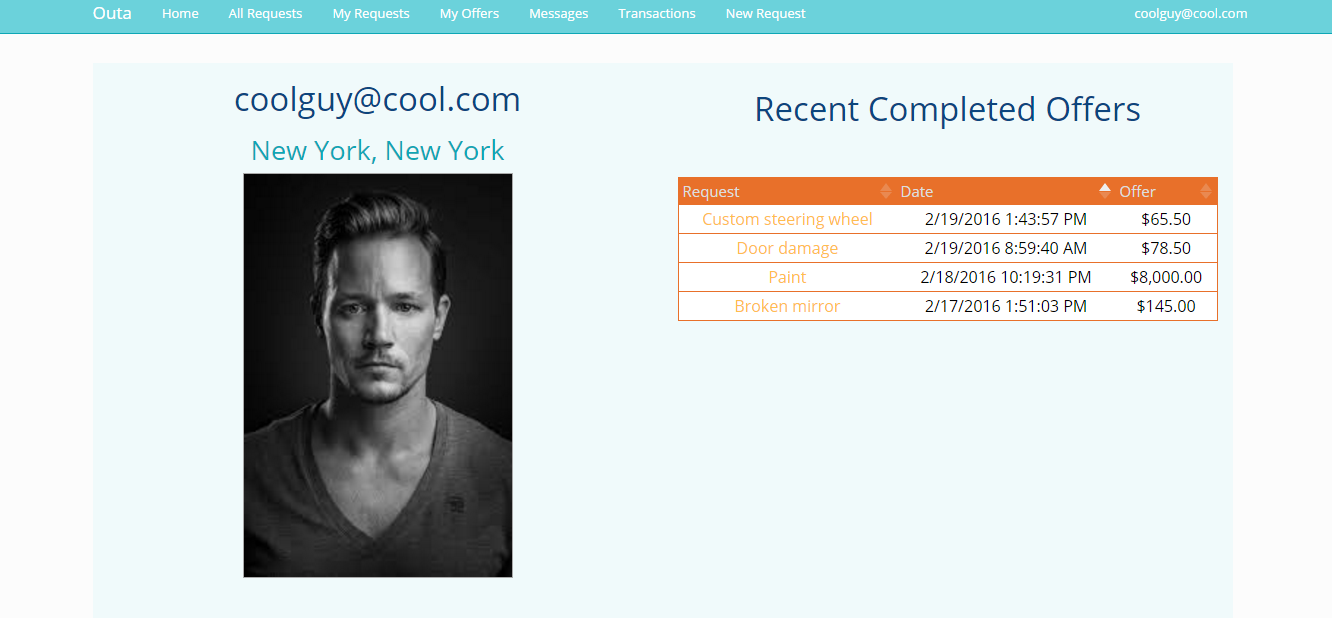 Outa Home All Requests My Requests My Offers Messages Transactions New Request coolguy@cool.com
coolguy@cool.com
New York, New York
Recent Completed Offers
Request Date Offer
Custom steering wheel 2/19/2016 1:43:57 PM $65.50
Door damage 2/19/2016 8:59:40 AM $78.50
Paint 2/18/2016 10:19:31 PM $8,000.00
Broken mirror 2/17/2016 1:51:03 PM $145.00